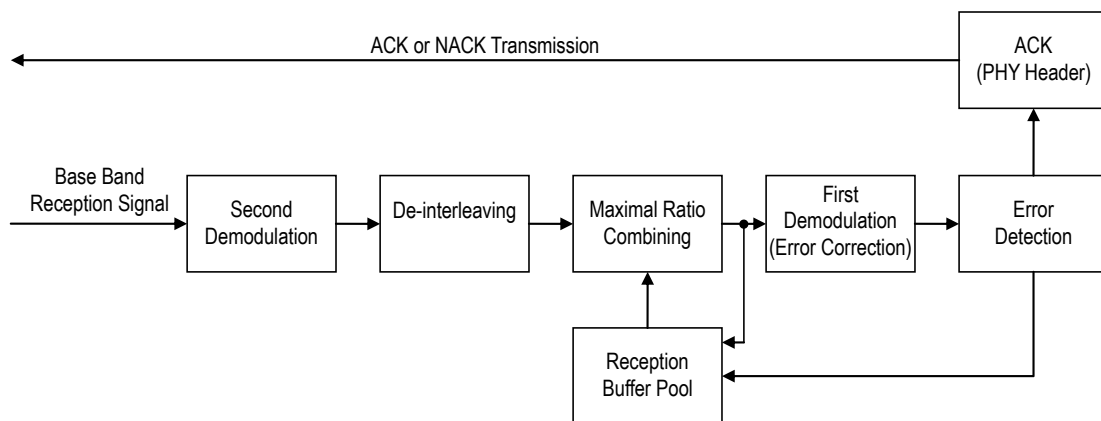 ACK or NACK Transmission
ACK
(PHY Header)
Base Band
Reception Signal
Second
Demodulation
De-interleaving
Maximal Ratio
Combining
First
Demodulation
(Error Correction)
Error
Detection
Reception
Buffer Pool